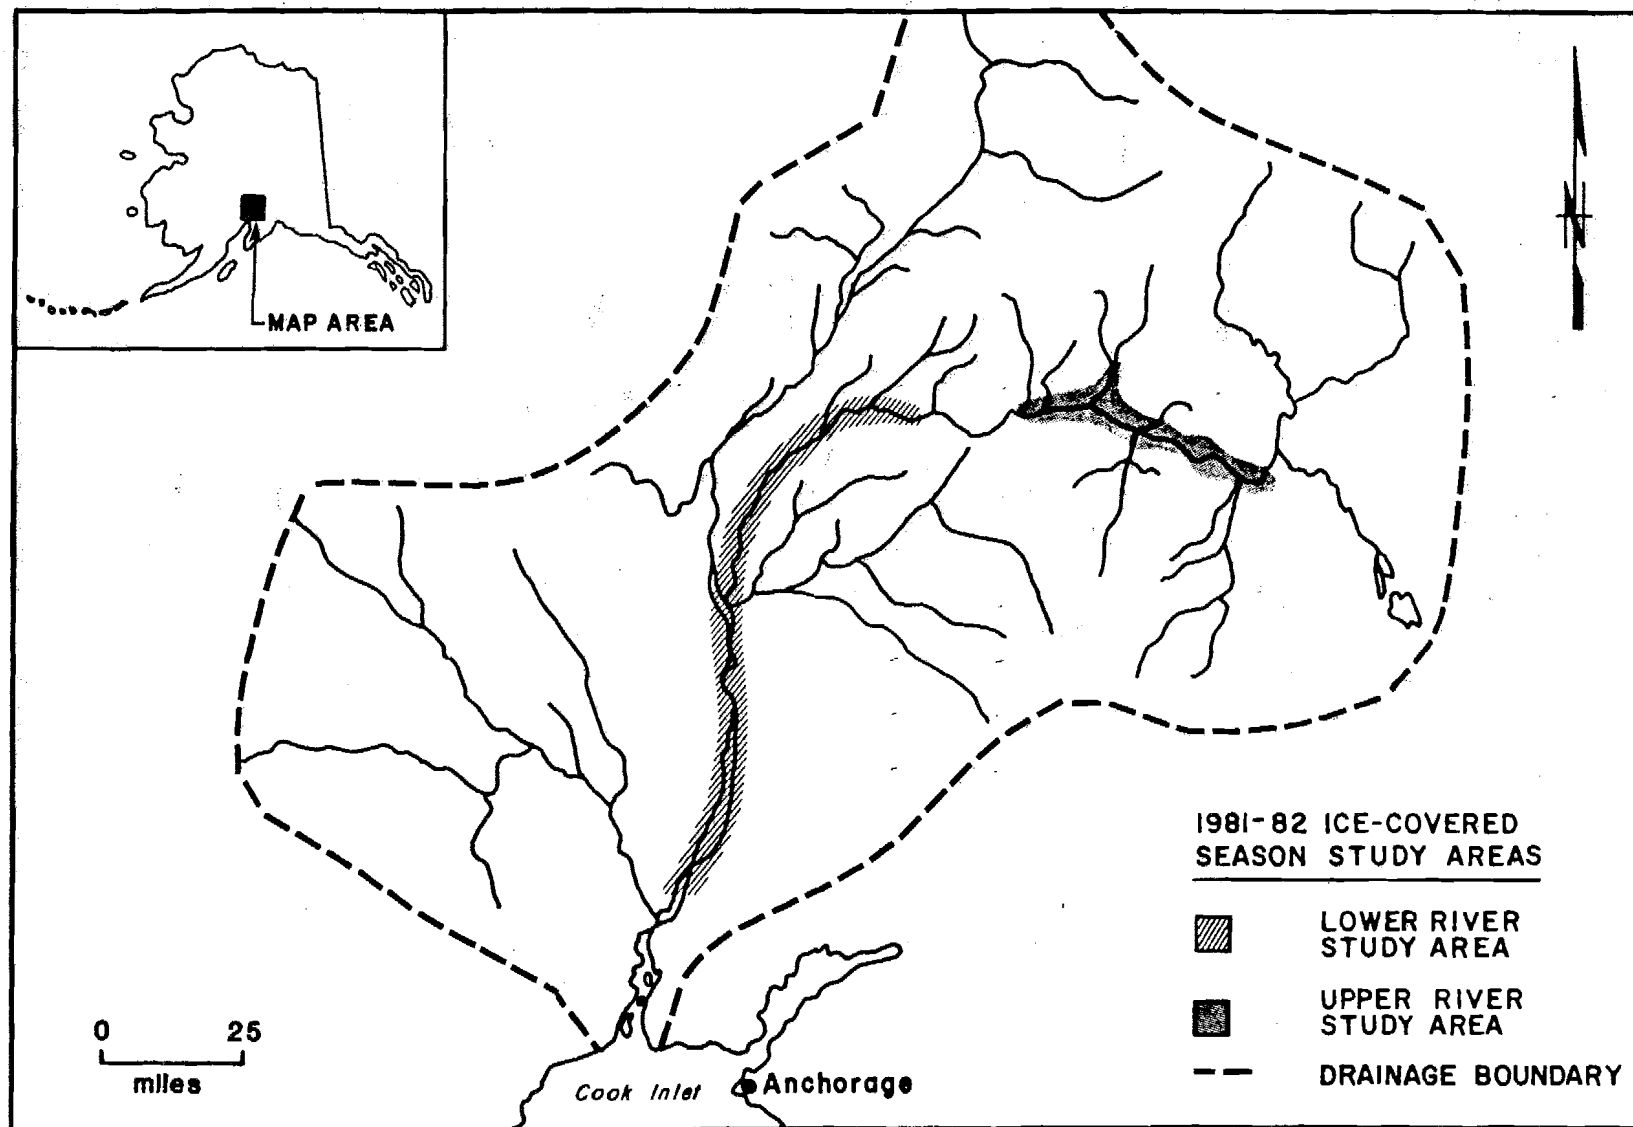 MAP AREA
N
1981-82 ICE-COVERED
SEASON STUDY AREAS
LOWER RIVER
STUDY AREA
UPPER RIVER
STUDY AREA
DRAINAGE BOUNDARY
0 25
miles
Cook Inlet
Anchorage